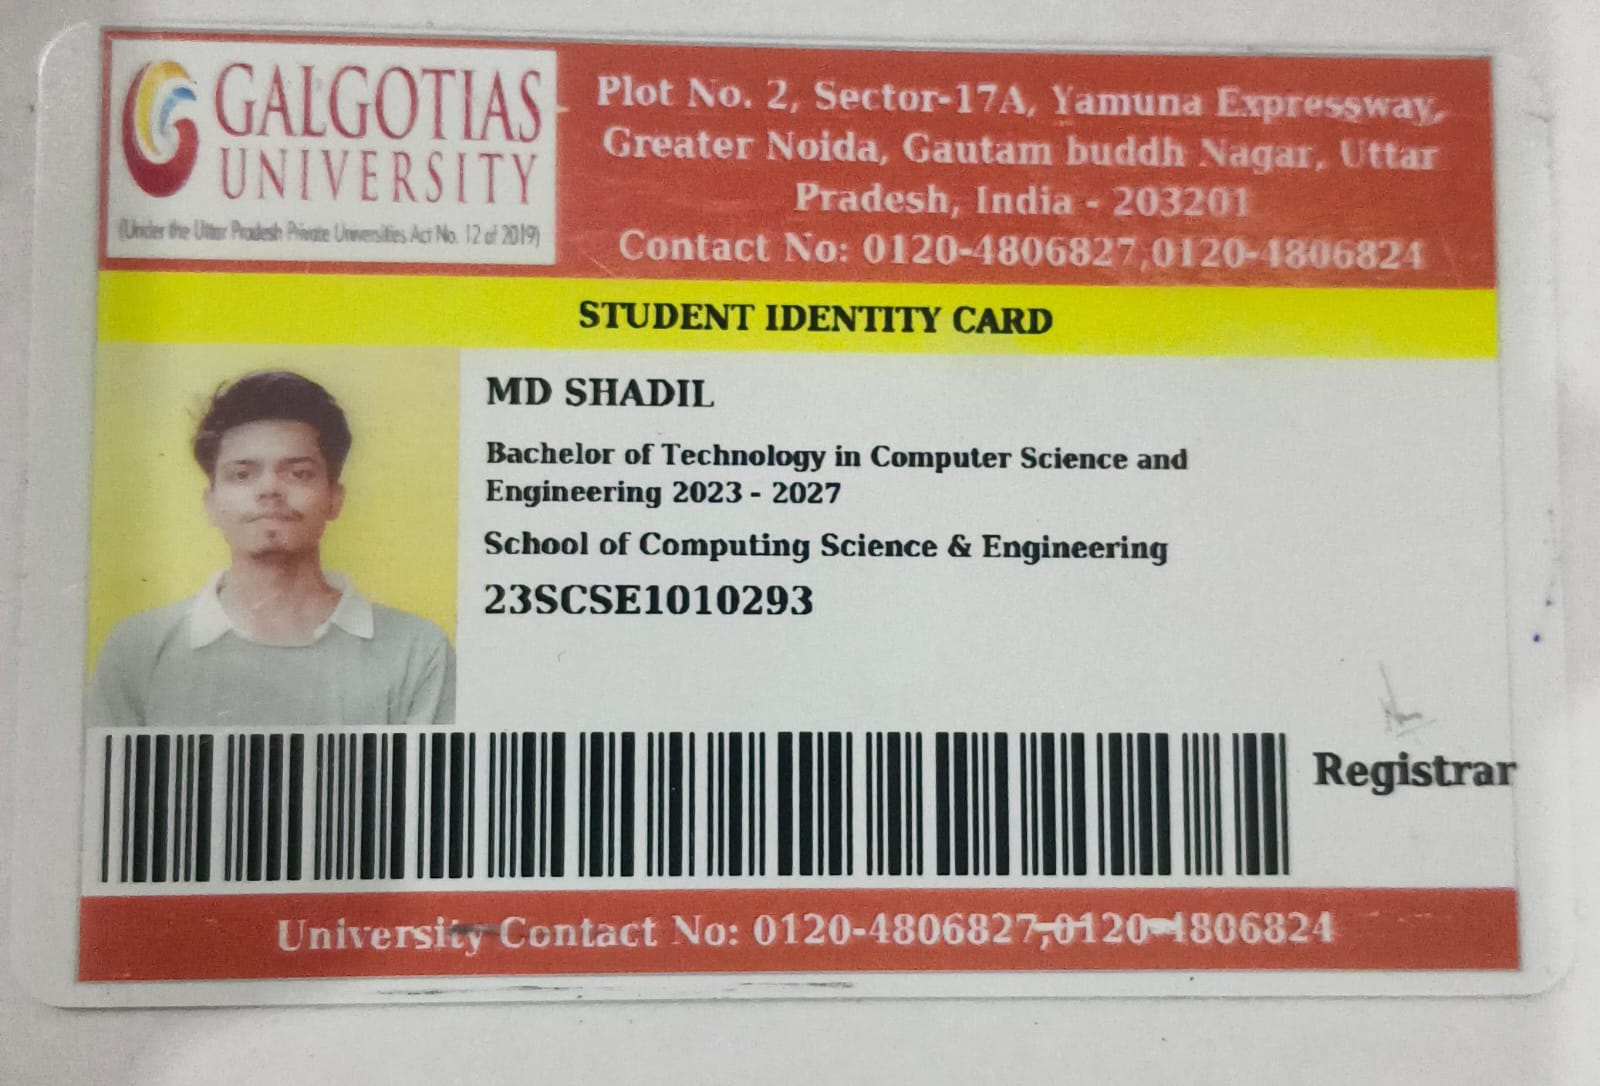 GALGOTIAS
UNIVERSITY
(Under the Uttar Pradesh Private Universities Act No. 12 of 2019)
Plot No. 2, Sector-17A, Yamuna Expressway,
Greater Noida, Gautam buddh Nagar, Uttar
Pradesh, India - 203201
Contact No: 0120-4806827,0120-4806824
STUDENT IDENTITY CARD
MD SHADIL
Bachelor of Technology in Computer Science and
Engineering 2023 - 2027
School of Computing Science & Engineering
23SCSE1010293
Registrar
University Contact No: 0120-4806827,0120-4806824